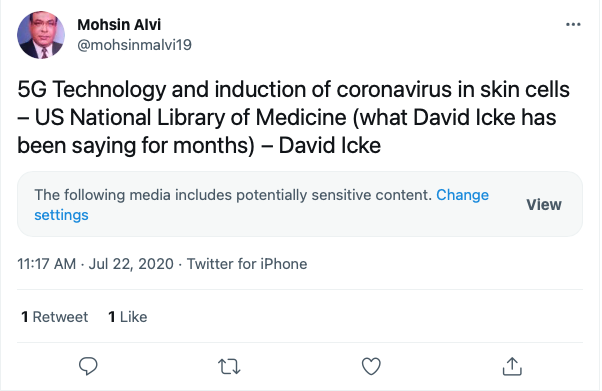 Mohsin Alvi
@mohsinmalvi19
5G Technology and induction of coronavirus in skin cells
– US National Library of Medicine (what David Icke has
been saying for months) – David Icke
The following media includes potentially sensitive content. Change
settings
View
11:17 AM · Jul 22, 2020 · Twitter for iPhone
1 Retweet 1 Like